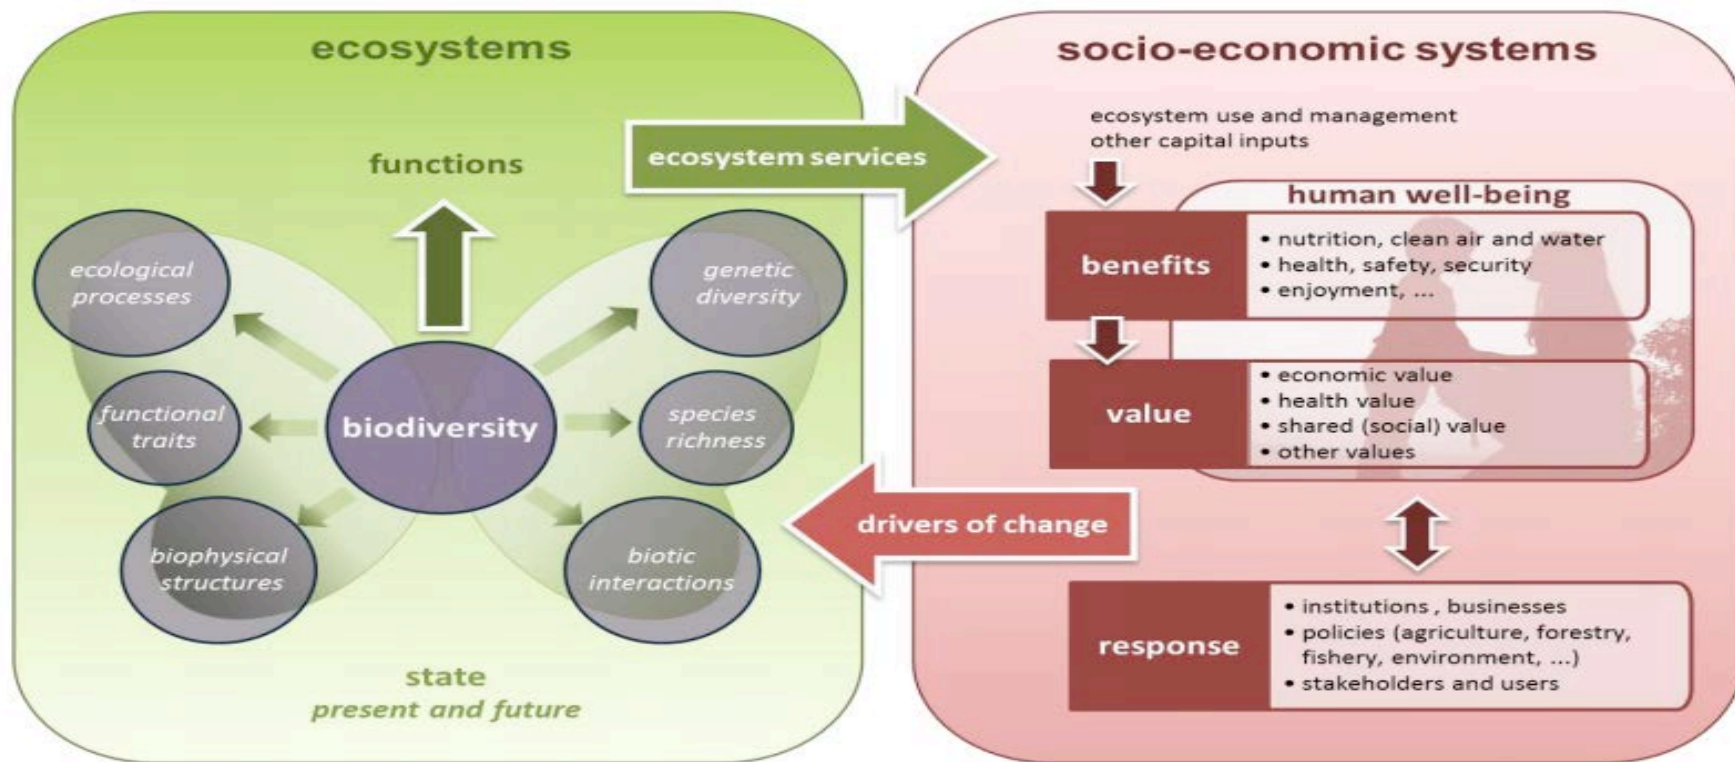 ecosystems
functions
ecosystem services
ecological
processes
genetic
diversity
functional
traits
biodiversity
species
richness
biophysical
structures
biotic
interactions
state
present and future
drivers of change
socio-economic systems
ecosystem use and management
other capital inputs
human well-being
benefits
• nutrition, clean air and water
• health, safety, security
• enjoyment, ...
value
• economic value
• health value
• shared (social) value
• other values
response
• institutions , businesses
• policies (agriculture, forestry,
fishery, environment, ...)
• stakeholders and users